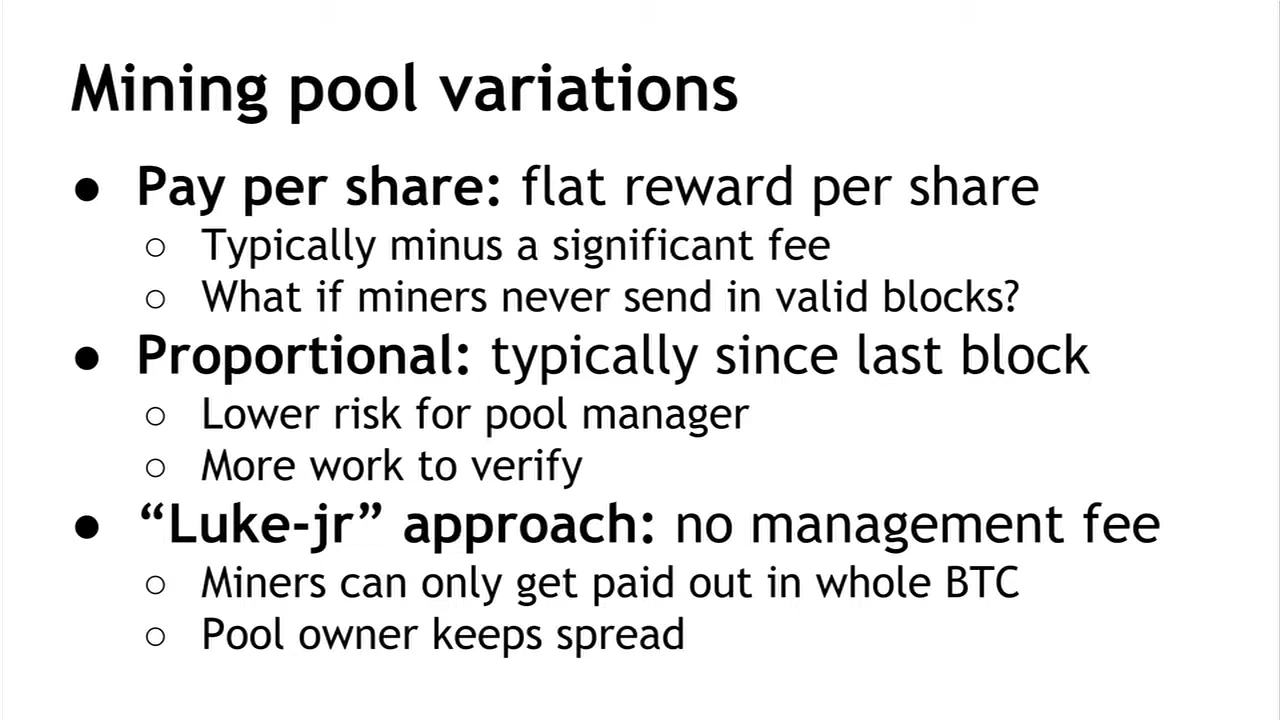 Mining pool variations
● Pay per share: flat reward per share
○ Typically minus a significant fee
○ What if miners never send in valid blocks?
● Proportional: typically since last block
○ Lower risk for pool manager
○ More work to verify
● “Luke-jr” approach: no management fee
○ Miners can only get paid out in whole BTC
○ Pool owner keeps spread